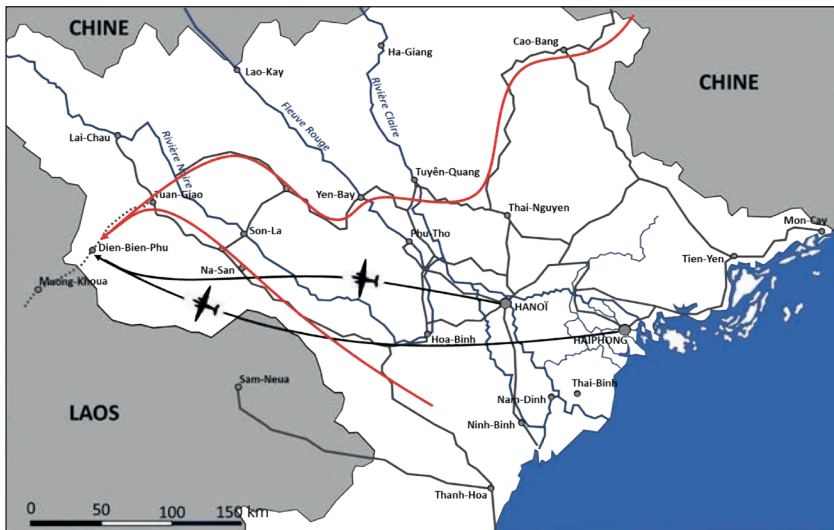 CHINE
Cao-Bang
Ha-Giang
Lao-Kay
CHINE
Fleuve Rouge
Rivière Claire
Lai-Chau
Rivière Noire
Tuyên-Quang
Tuan-Giao
Yen-Bay
Thai-Nguyen
Mon-Cay
Son-La
Phu-Tho
Dien-Bien-Phu
Tien-Yen
Na-San
Muong-Khoua
HANOÏ
HAÏPHONG
Hoa-Binh
Sam-Neua
Thai-Binh
Nam-Dinh
LAOS
Ninh-Binh
Thanh-Hoa
0 50 100 150 km